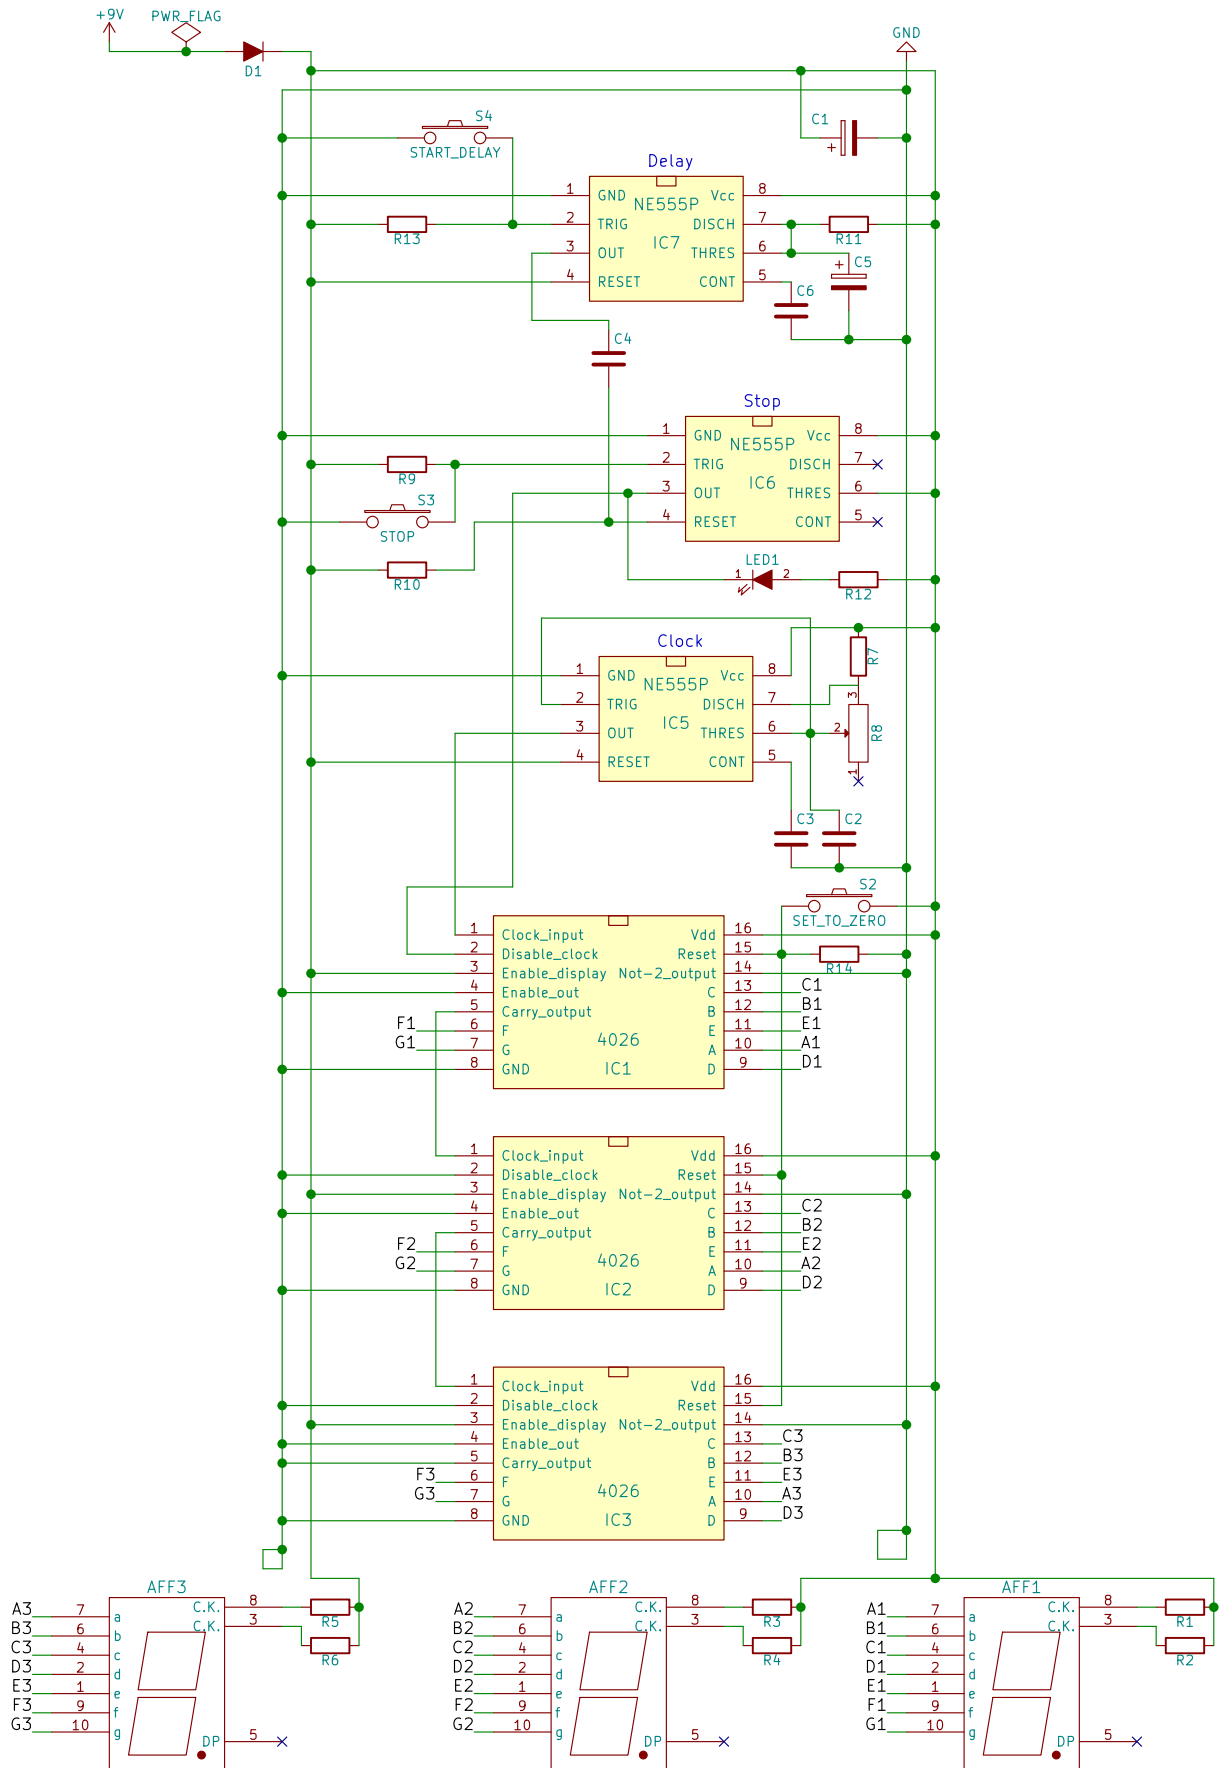 +9V
PWR_FLAG
D1
GND
S4
START_DELAY
C1
+
Delay
1 GND NE555P Vcc 8
2 TRIG DISCH 7
3 OUT IC7 THRES 6
4 RESET CONT 5
R13
R11
+ C5
C6
C4
Stop
1 GND NE555P Vcc 8
2 TRIG DISCH 7
3 OUT IC6 THRES 6
4 RESET CONT 5
R9
S3
STOP
R10
LED1
1 2
R12
Clock
1 GND NE555P Vcc 8
2 TRIG DISCH 7
3 OUT IC5 THRES 6
4 RESET CONT 5
R7
3
2
1
R8
C3
C2
S2
SET_TO_ZERO
R14
1 Clock_input Vdd 16
2 Disable_clock Reset 15
3 Enable_display Not-2_output 14
4 Enable_out C 13 C1
5 Carry_output B 12 B1
F1 6 F E 11 E1
G1 7 G 4026 A 10 A1
8 GND IC1 D 9 D1
1 Clock_input Vdd 16
2 Disable_clock Reset 15
3 Enable_display Not-2_output 14
4 Enable_out C 13 C2
5 Carry_output B 12 B2
F2 6 F E 11 E2
G2 7 G 4026 A 10 A2
8 GND IC2 D 9 D2
1 Clock_input Vdd 16
2 Disable_clock Reset 15
3 Enable_display Not-2_output 14
4 Enable_out C 13 C3
5 Carry_output B 12 B3
F3 6 F E 11 E3
G3 7 G 4026 A 10 A3
8 GND IC3 D 9 D3
AFF3
A3 7 a C.K. 8
B3 6 b C.K. 3
C3 4 c
D3 2 d
E3 1 e
F3 9 f
G3 10 g
DP 5
R5
R6
AFF2
A2 7 a C.K. 8
B2 6 b C.K. 3
C2 4 c
D2 2 d
E2 1 e
F2 9 f
G2 10 g
DP 5
R3
R4
AFF1
A1 7 a C.K. 8
B1 6 b C.K. 3
C1 4 c
D1 2 d
E1 1 e
F1 9 f
G1 10 g
DP 5
R1
R2